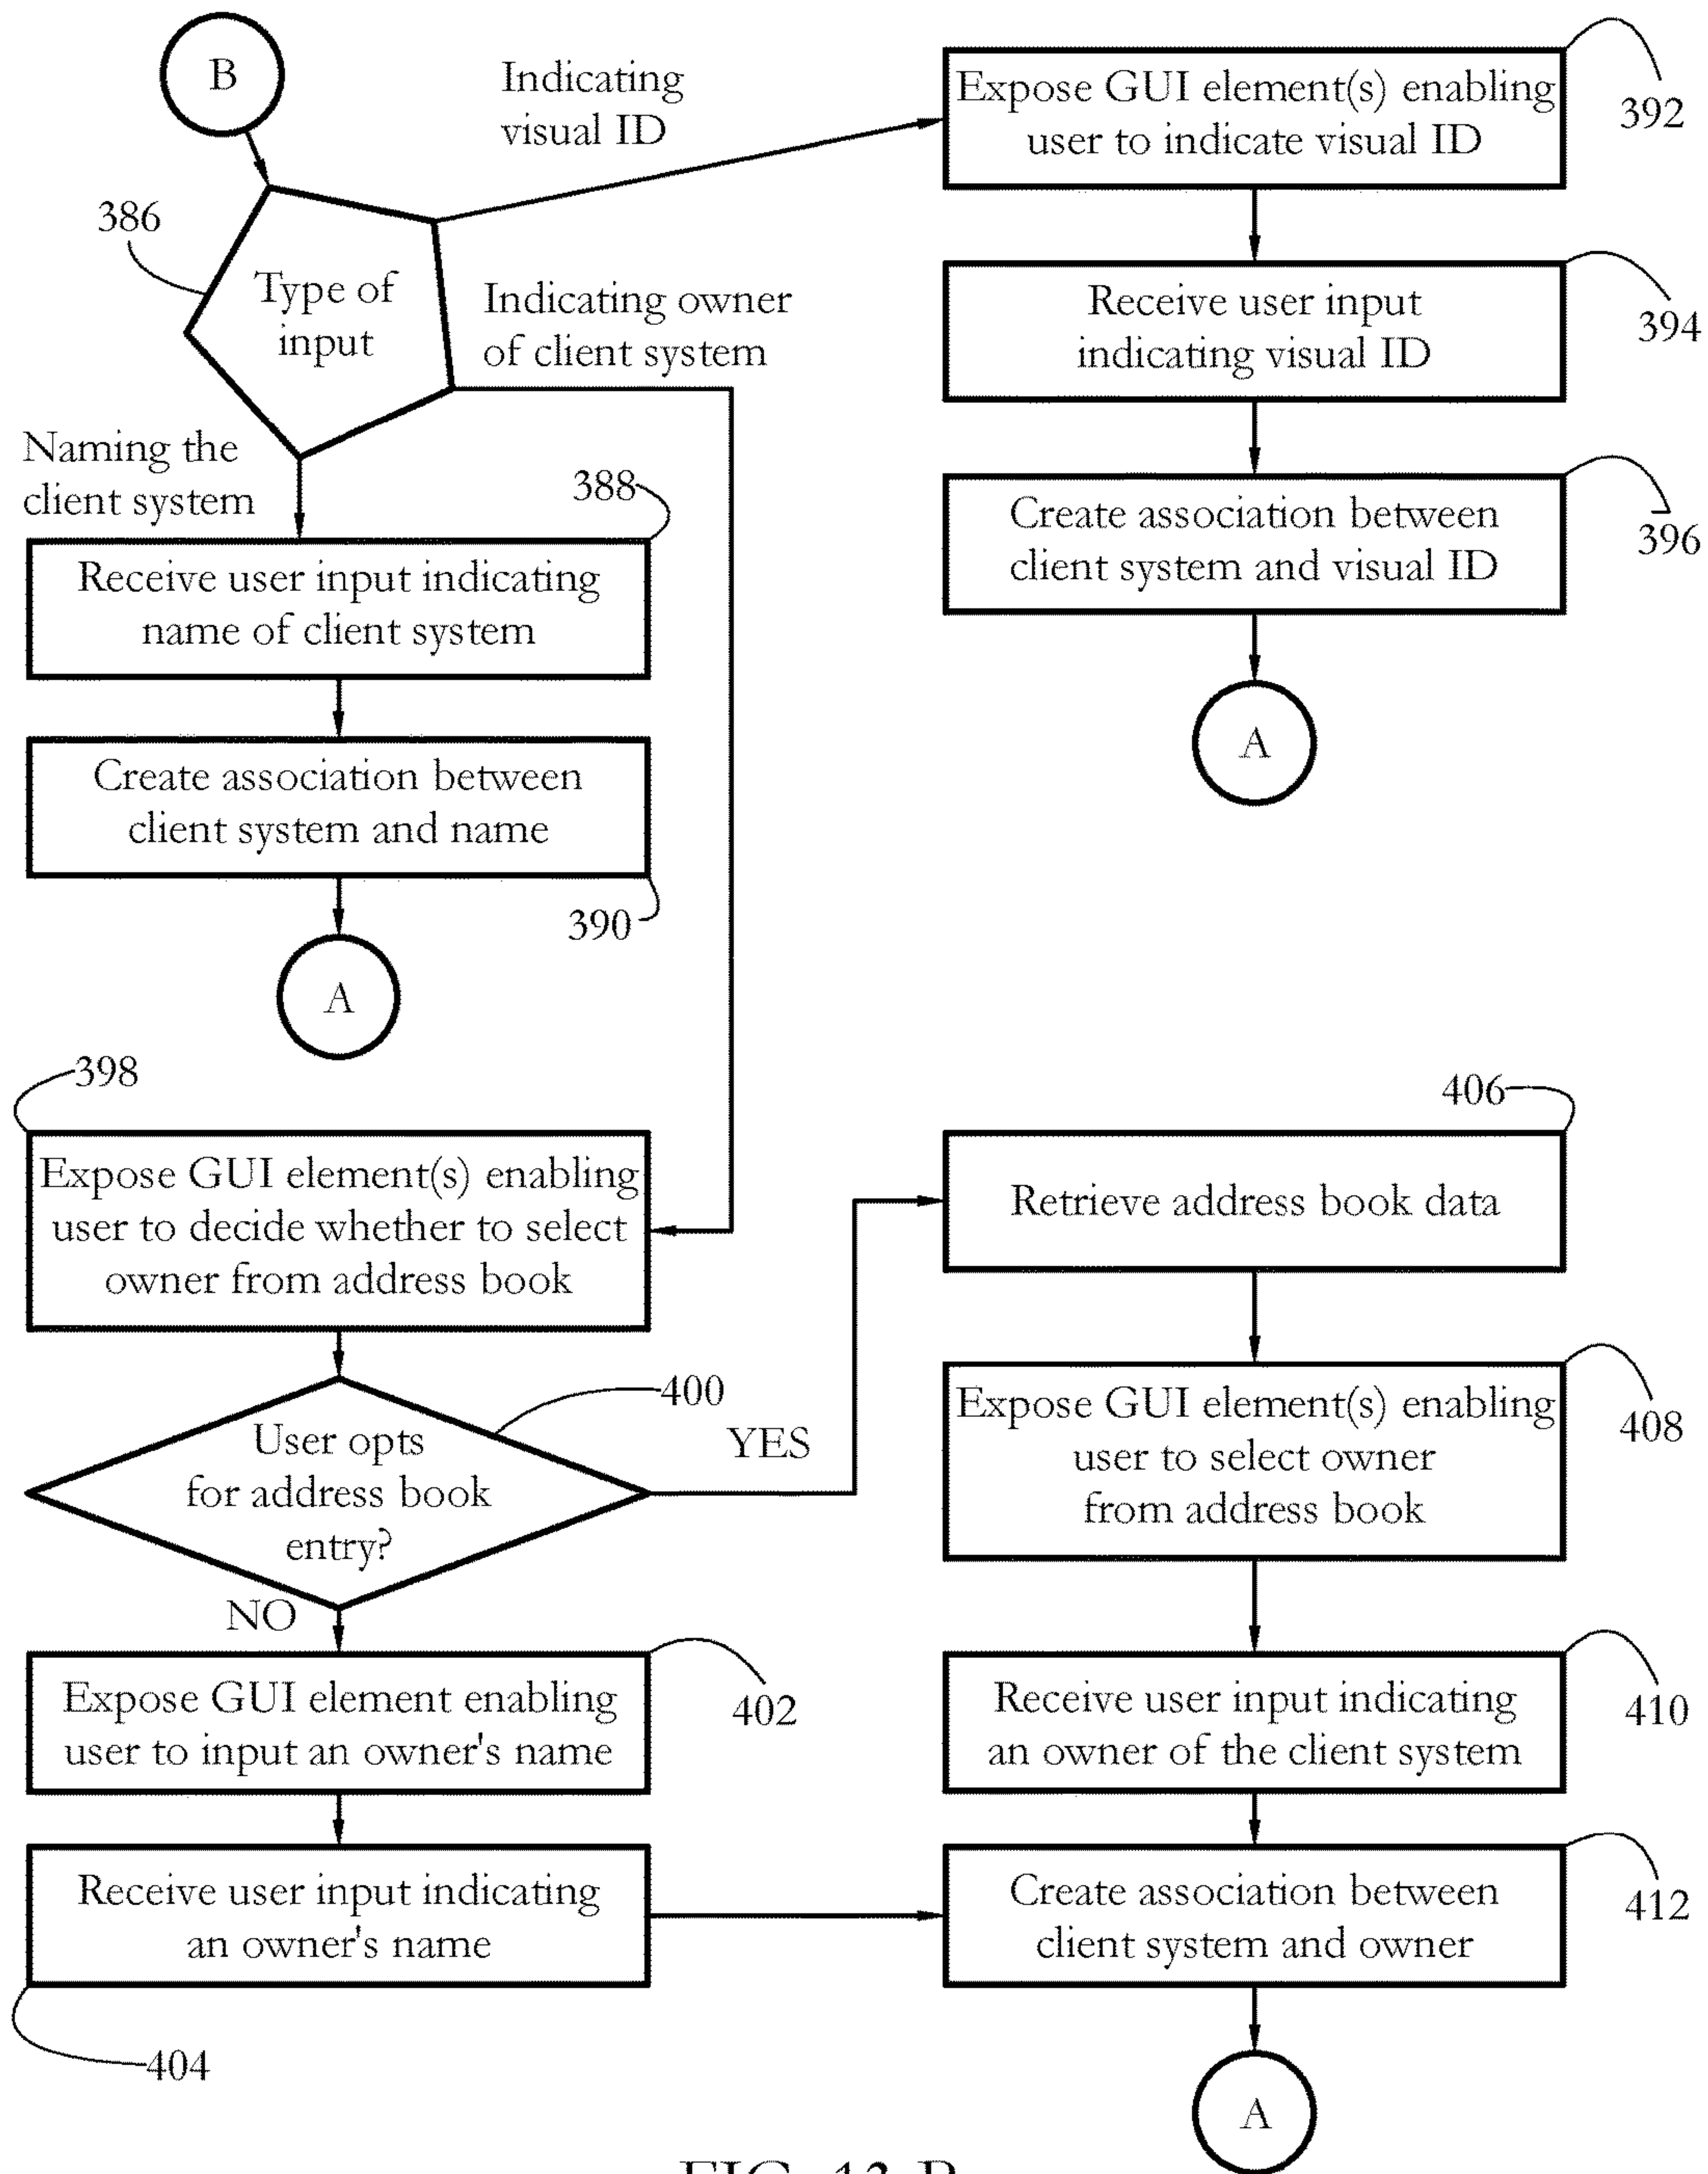 B
Indicating
visual ID
Expose GUI element(s) enabling
user to indicate visual ID
392
386
Type of
input
Indicating owner
of client system
Receive user input
indicating visual ID
394
Naming the
client system
388
Create association between
client system and visual ID
396
Receive user input indicating
name of client system
A
Create association between
client system and name
390
A
398
406
Expose GUI element(s) enabling
user to decide whether to select
owner from address book
Retrieve address book data
400
User opts
for address book
entry?
YES
NO
Expose GUI element(s) enabling
user to select owner
from address book
408
Expose GUI element enabling
user to input an owner's name
402
Receive user input indicating
an owner of the client system
410
Receive user input indicating
an owner's name
404
Create association between
client system and owner
412
A
FIG. 13-B